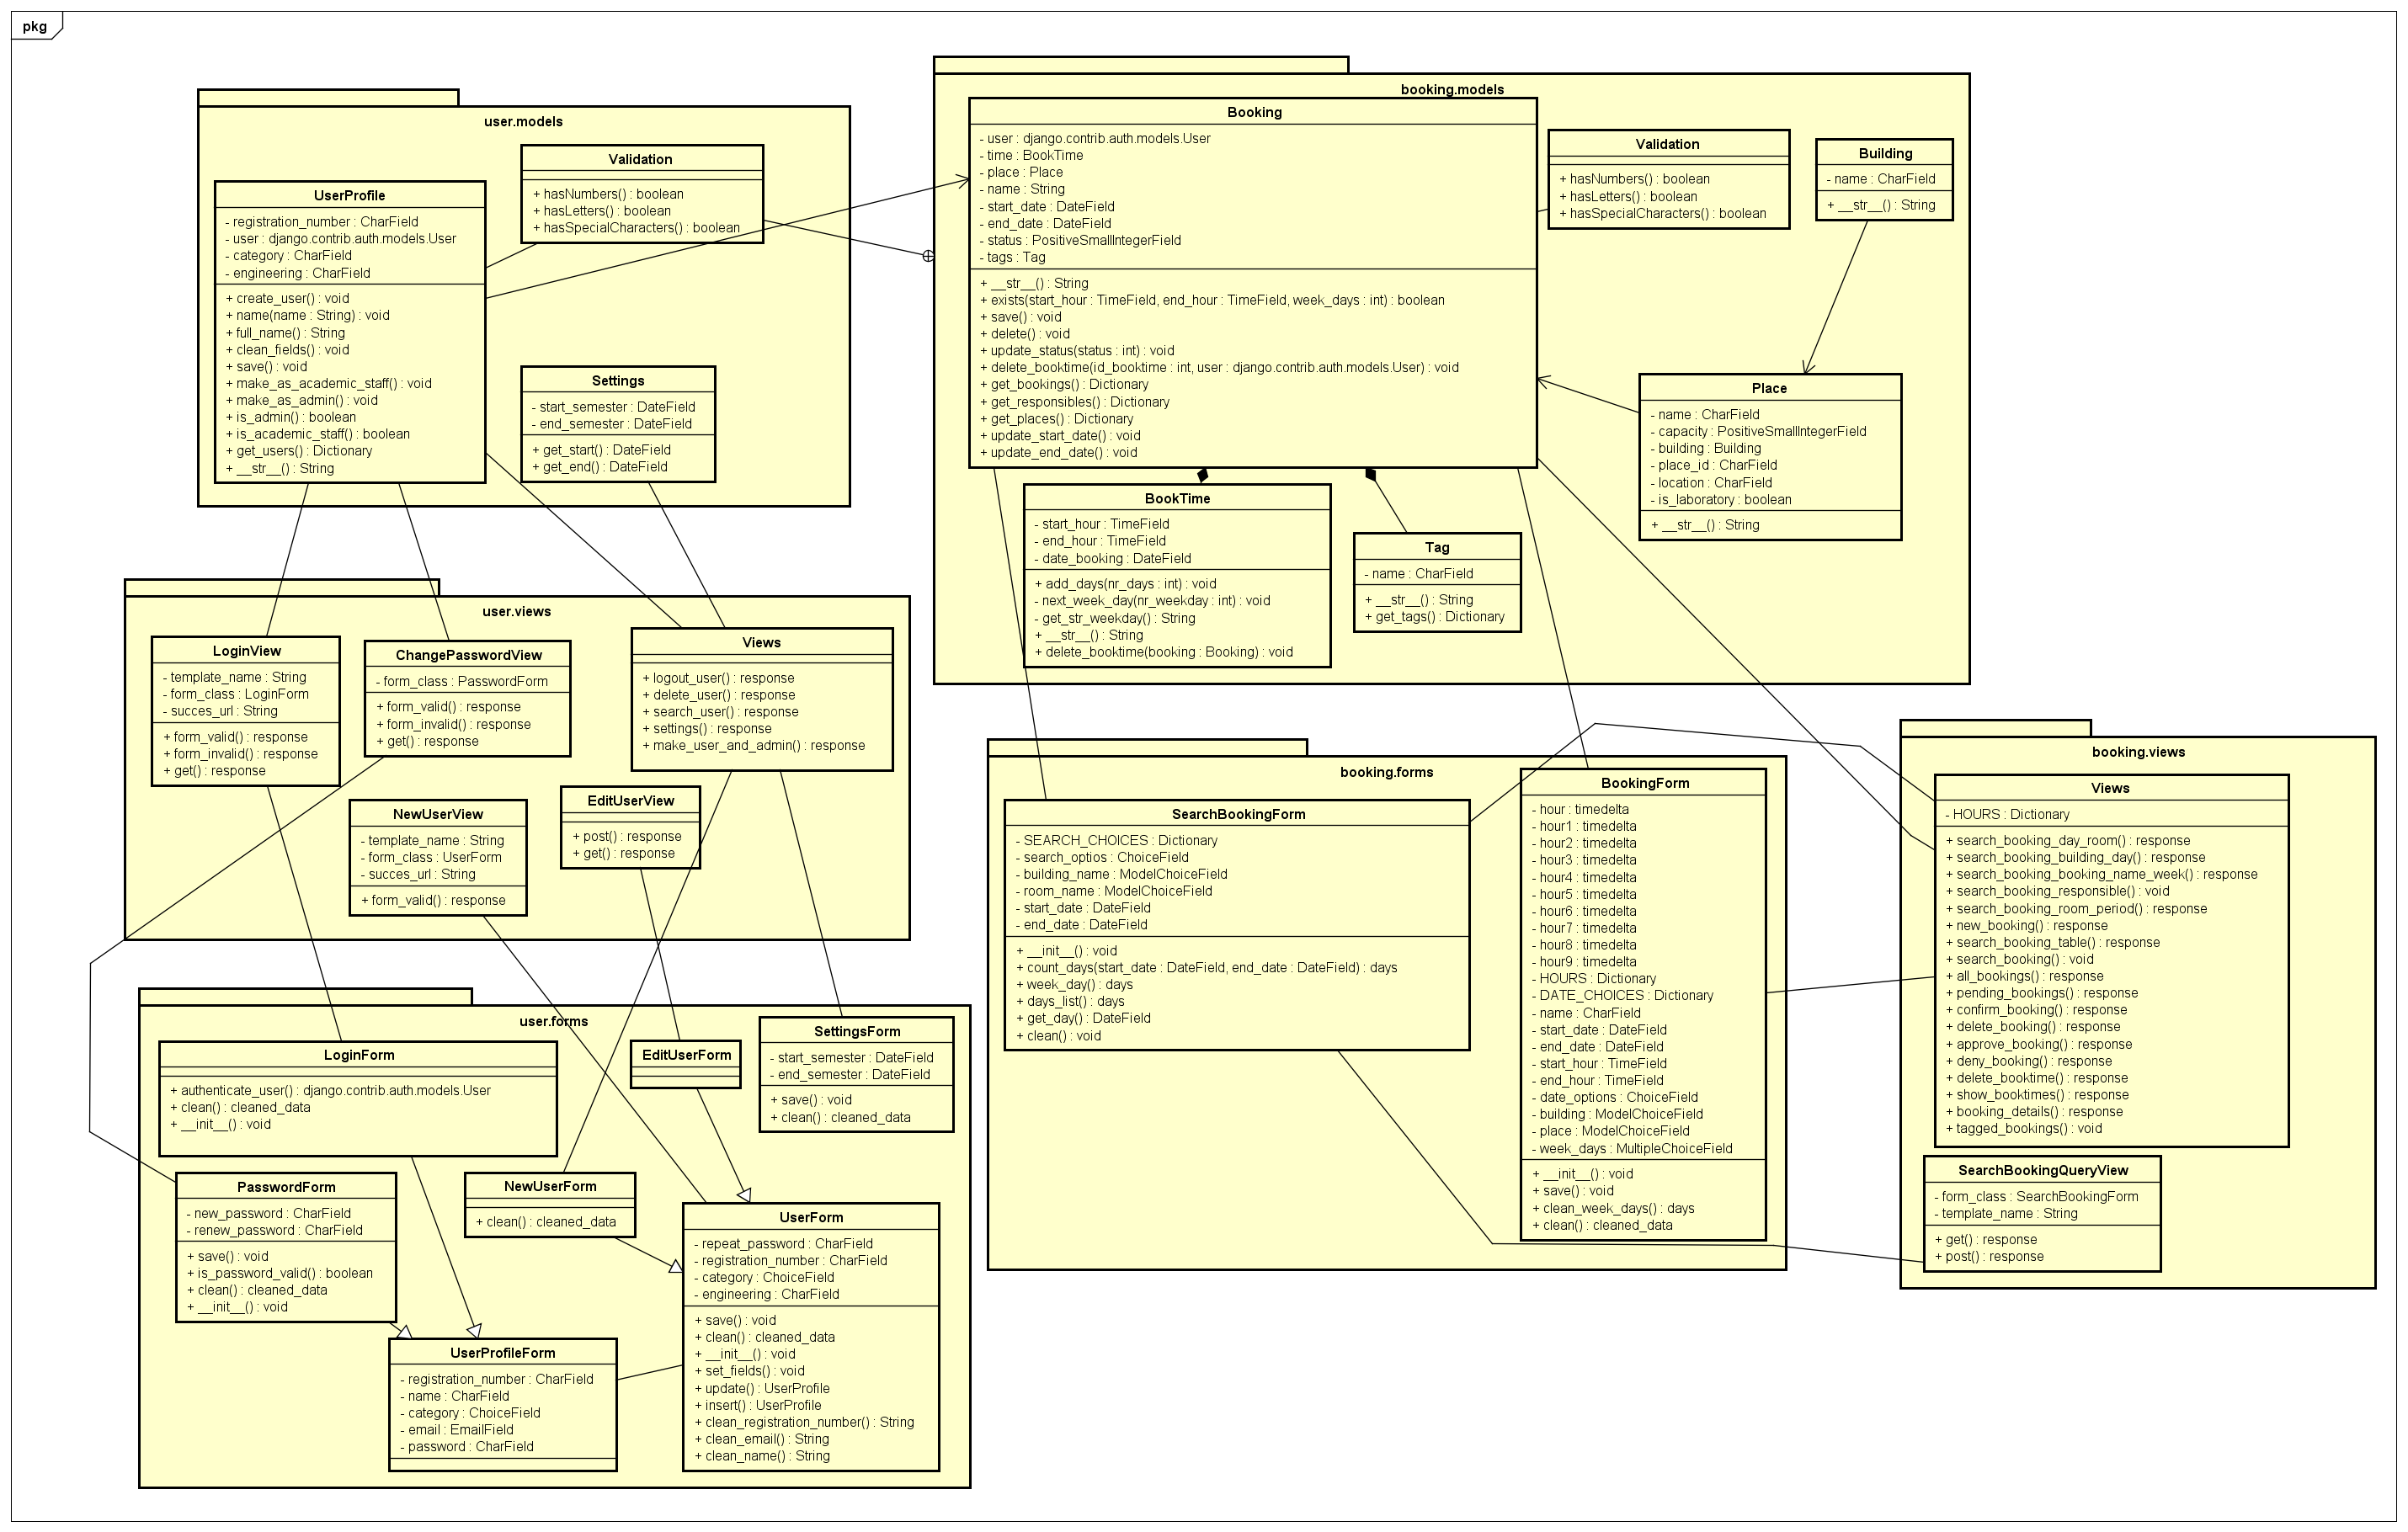 pkg
user.models
UserProfile
- registration_number : CharField
- user : django.contrib.auth.models.User
- category : CharField
- engineering : CharField
+ create_user() : void
+ name(name : String) : void
+ full_name() : String
+ clean_fields() : void
+ save() : void
+ make_as_academic_staff() : void
+ make_as_admin() : void
+ is_admin() : boolean
+ is_academic_staff() : boolean
+ get_users() : Dictionary
+ __str__() : String
Validation
+ hasNumbers() : boolean
+ hasLetters() : boolean
+ hasSpecialCharacters() : boolean
Settings
- start_semester : DateField
- end_semester : DateField
+ get_start() : DateField
+ get_end() : DateField
booking.models
Booking
- user : django.contrib.auth.models.User
- time : BookTime
- place : Place
- name : String
- start_date : DateField
- end_date : DateField
- status : PositiveSmallIntegerField
- tags : Tag
+ __str__() : String
+ exists(start_hour : TimeField, end_hour : TimeField, week_days : int) : boolean
+ save() : void
+ delete() : void
+ update_status(status : int) : void
+ delete_booktime(id_booktime : int, user : django.contrib.auth.models.User) : void
+ get_bookings() : Dictionary
+ get_responsibles() : Dictionary
+ get_places() : Dictionary
+ update_start_date() : void
+ update_end_date() : void
Validation
+ hasNumbers() : boolean
+ hasLetters() : boolean
+ hasSpecialCharacters() : boolean
Building
- name : CharField
+ __str__() : String
Place
- name : CharField
- capacity : PositiveSmallIntegerField
- building : Building
- place_id : CharField
- location : CharField
- is_laboratory : boolean
+ __str__() : String
BookTime
- start_hour : TimeField
- end_hour : TimeField
- date_booking : DateField
+ add_days(nr_days : int) : void
- next_week_day(nr_weekday : int) : void
- get_str_weekday() : String
+ __str__() : String
+ delete_booktime(booking : Booking) : void
Tag
- name : CharField
+ __str__() : String
+ get_tags() : Dictionary
user.views
LoginView
- template_name : String
- form_class : LoginForm
- succes_url : String
+ form_valid() : response
+ form_invalid() : response
+ get() : response
ChangePasswordView
- form_class : PasswordForm
+ form_valid() : response
+ form_invalid() : response
+ get() : response
Views
+ logout_user() : response
+ delete_user() : response
+ search_user() : response
+ settings() : response
+ make_user_and_admin() : response
NewUserView
- template_name : String
- form_class : UserForm
- succes_url : String
+ form_valid() : response
EditUserView
+ post() : response
+ get() : response
user.forms
LoginForm
+ authenticate_user() : django.contrib.auth.models.User
+ clean() : cleaned_data
+ __init__() : void
EditUserForm
SettingsForm
- start_semester : DateField
- end_semester : DateField
+ save() : void
+ clean() : cleaned_data
PasswordForm
- new_password : CharField
- renew_password : CharField
+ save() : void
+ is_password_valid() : boolean
+ clean() : cleaned_data
+ __init__() : void
NewUserForm
+ clean() : cleaned_data
UserForm
- repeat_password : CharField
- registration_number : CharField
- category : ChoiceField
- engineering : CharField
+ save() : void
+ clean() : cleaned_data
+ __init__() : void
+ set_fields() : void
+ update() : UserProfile
+ insert() : UserProfile
+ clean_registration_number() : String
+ clean_email() : String
+ clean_name() : String
UserProfileForm
- registration_number : CharField
- name : CharField
- category : ChoiceField
- email : EmailField
- password : CharField
booking.forms
SearchBookingForm
- SEARCH_CHOICES : Dictionary
- search_optios : ChoiceField
- building_name : ModelChoiceField
- room_name : ModelChoiceField
- start_date : DateField
- end_date : DateField
+ __init__() : void
+ count_days(start_date : DateField, end_date : DateField) : days
+ week_day() : days
+ days_list() : days
+ get_day() : DateField
+ clean() : void
BookingForm
- hour : timedelta
- hour1 : timedelta
- hour2 : timedelta
- hour3 : timedelta
- hour4 : timedelta
- hour5 : timedelta
- hour6 : timedelta
- hour7 : timedelta
- hour8 : timedelta
- hour9 : timedelta
- HOURS : Dictionary
- DATE_CHOICES : Dictionary
- name : CharField
- start_date : DateField
- end_date : DateField
- start_hour : TimeField
- end_hour : TimeField
- date_options : ChoiceField
- building : ModelChoiceField
- place : ModelChoiceField
- week_days : MultipleChoiceField
+ __init__() : void
+ save() : void
+ clean_week_days() : days
+ clean() : cleaned_data
booking.views
Views
- HOURS : Dictionary
+ search_booking_day_room() : response
+ search_booking_building_day() : response
+ search_booking_booking_name_week() : response
+ search_booking_responsible() : void
+ search_booking_room_period() : response
+ new_booking() : response
+ search_booking_table() : response
+ search_booking() : void
+ all_bookings() : response
+ pending_bookings() : response
+ confirm_booking() : response
+ delete_booking() : response
+ approve_booking() : response
+ deny_booking() : response
+ delete_booktime() : response
+ show_booktimes() : response
+ booking_details() : response
+ tagged_bookings() : void
SearchBookingQueryView
- form_class : SearchBookingForm
- template_name : String
+ get() : response
+ post() : response